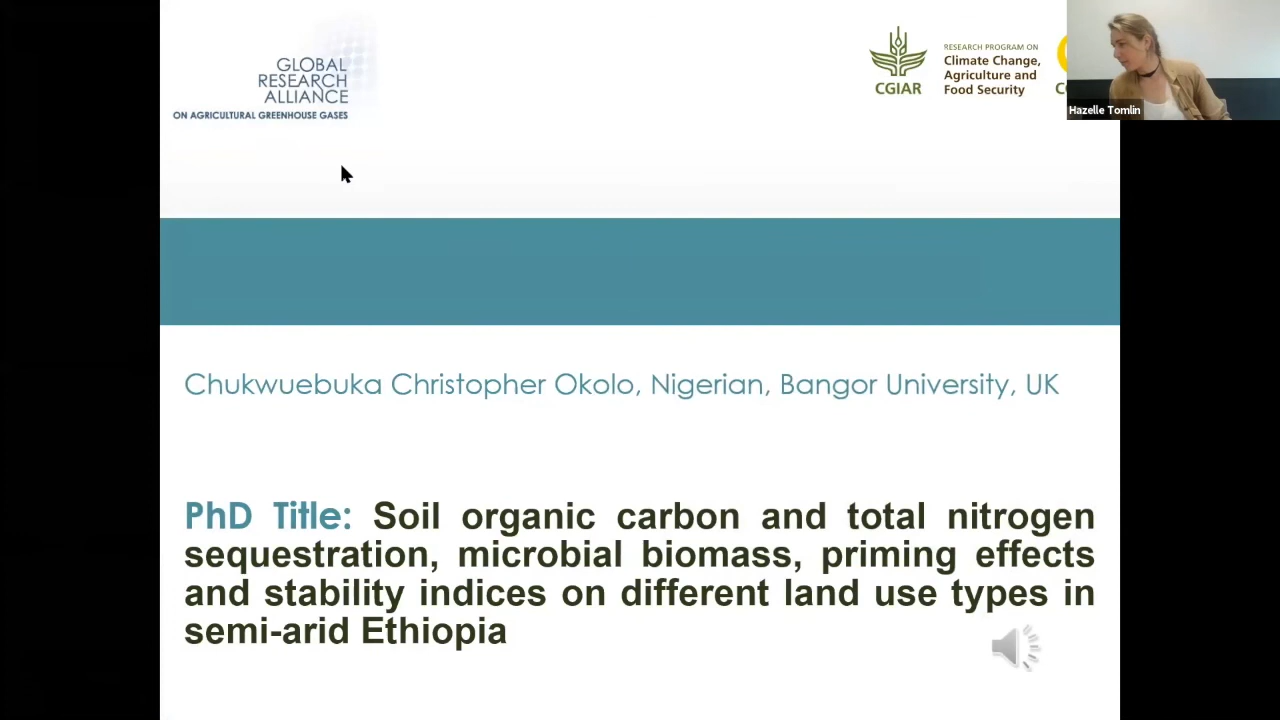 GLOBAL
RESEARCH
ALLIANCE
ON AGRICULTURAL GREENHOUSE GASES
CGIAR
RESEARCH PROGRAM ON
Climate Change,
Agriculture and
Food Security
Hazelle Tomlin
Chukwuebuka Christopher Okolo, Nigerian, Bangor University, UK
PhD Title: Soil organic carbon and total nitrogen
sequestration, microbial biomass, priming effects
and stability indices on different land use types in
semi-arid Ethiopia